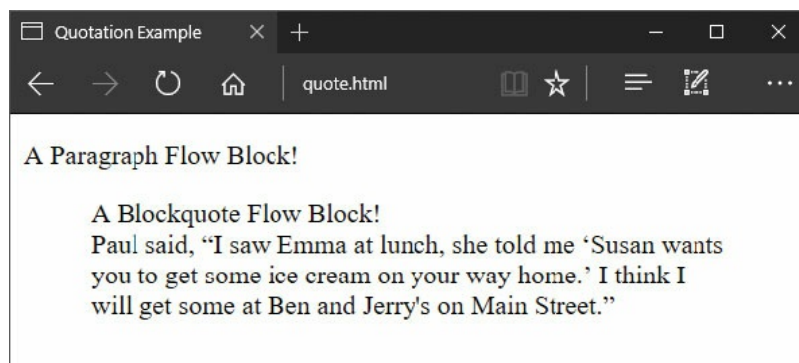 Quotation Example
quote.html
A Paragraph Flow Block!
A Blockquote Flow Block!
Paul said, “I saw Emma at lunch, she told me ‘Susan wants
you to get some ice cream on your way home.’ I think I
will get some at Ben and Jerry's on Main Street.”